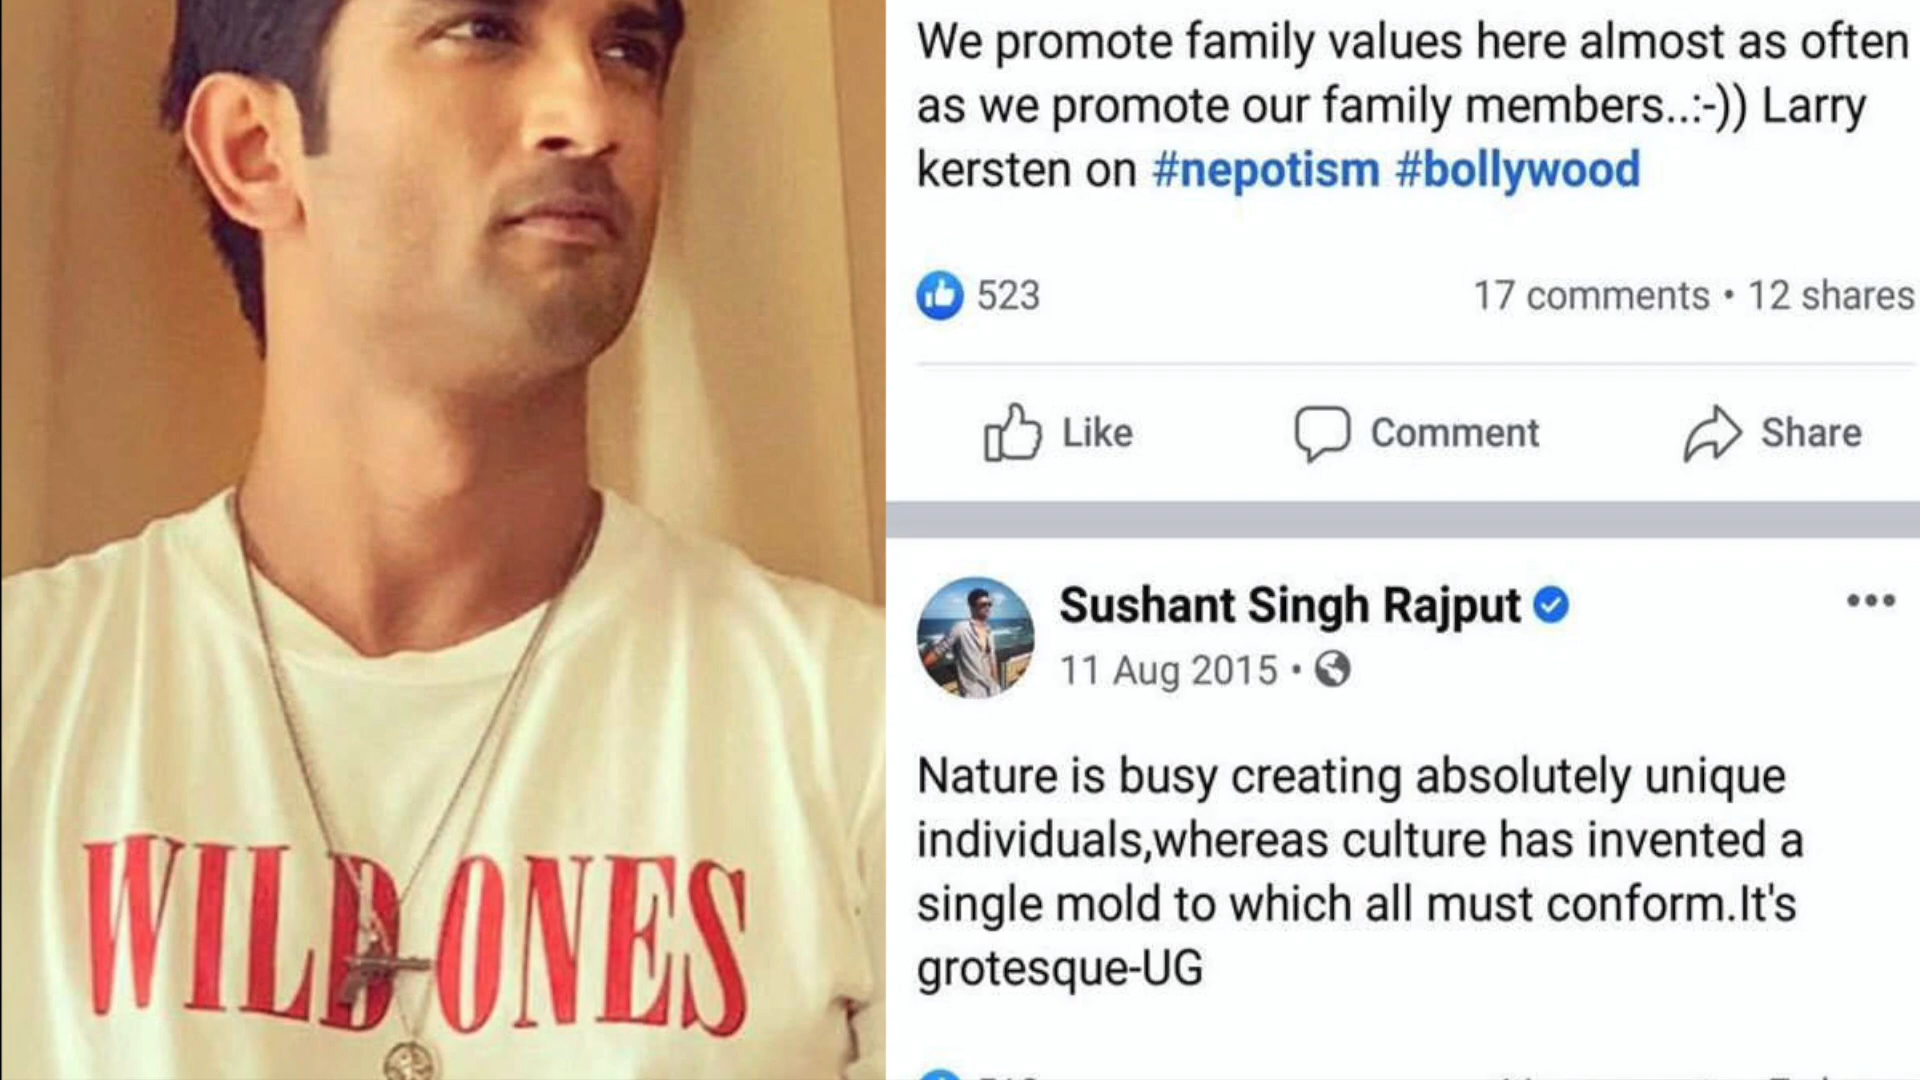 WILD ONES
We promote family values here almost as often
as we promote our family members..:-)) Larry
kersten on #nepotism #bollywood
523
17 comments • 12 shares
Like Comment Share
Sushant Singh Rajput
11 Aug 2015 •
Nature is busy creating absolutely unique
individuals,whereas culture has invented a
single mold to which all must conform.It's
grotesque-UG